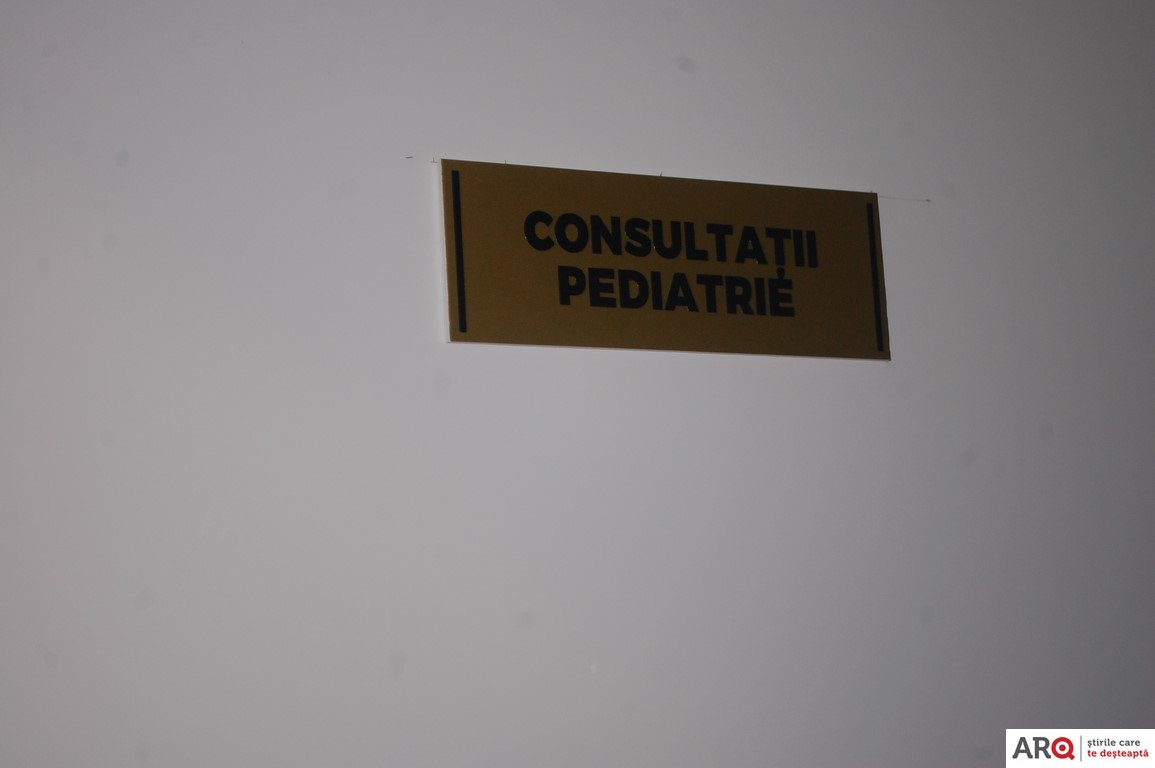 CONSULTAȚII
PEDIATRIE
ARQ
știrile care
te deșteaptă